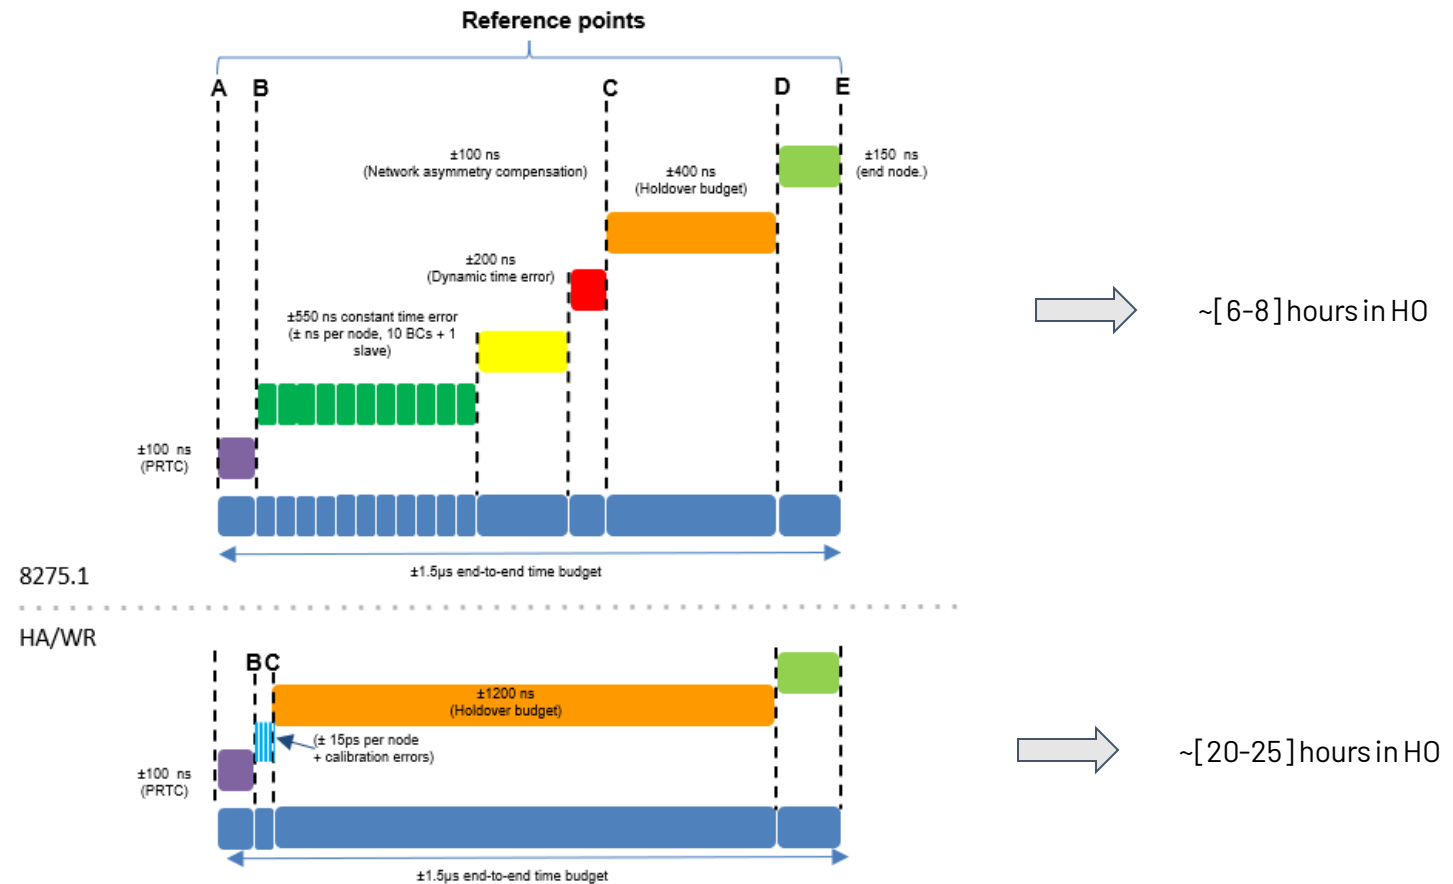 Reference points
A B C D E
±100 ns
(Network asymmetry compensation)
±150 ns
(end node.)
±400 ns
(Holdover budget)
±200 ns
(Dynamic time error)
~[6-8] hours in HO
±550 ns constant time error
(± ns per node, 10 BCs + 1
slave)
±100 ns
(PRTC)
±1.5µs end-to-end time budget
8275.1
HA/WR
B C
±1200 ns
(Holdover budget)
(± 15ps per node
+ calibration errors)
~[20-25] hours in HO
±100 ns
(PRTC)
±1.5µs end-to-end time budget